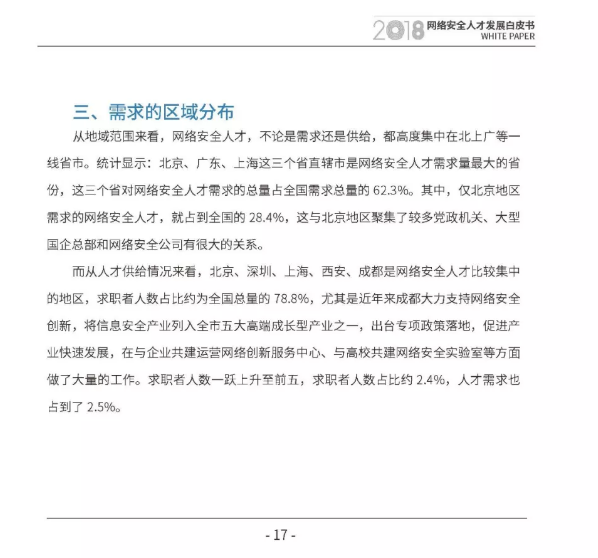 2018 网络安全人才发展白皮书
WHITE PAPER
三、需求的区域分布
从地域范围来看，网络安全人才，不论是需求还是供给，都高度集中在北上广等一
线省市。统计显示：北京、广东、上海这三个省直辖市是网络安全人才需求量最大的省
份，这三个省对网络安全人才需求的总量占全国需求总量的 62.3%。其中，仅北京地区
需求的网络安全人才，就占到全国的 28.4%，这与北京地区聚集了较多党政机关、大型
国企总部和网络安全公司有很大的关系。
而从人才供给情况来看，北京、深圳、上海、西安、成都是网络安全人才比较集中
的地区，求职者人数占比约为全国总量的 78.8%，尤其是近年来成都大力支持网络安全
创新，将信息安全产业列入全市五大高端成长型产业之一，出台专项政策落地，促进产
业快速发展，在与企业共建运营网络创新服务中心、与高校共建网络安全实验室等方面
做了大量的工作。求职者人数一跃上升至前五，求职者人数占比约 2.4%，人才需求也
占到了 2.5%。
- 17 -